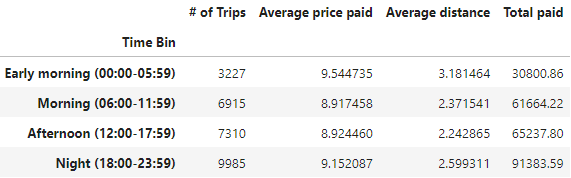 # of Trips Average price paid Average distance Total paid
Time Bin
Early morning (00:00-05:59) 3227 9.544735 3.181464 30800.86
Morning (06:00-11:59) 6915 8.917458 2.371541 61664.22
Afternoon (12:00-17:59) 7310 8.924460 2.242865 65237.80
Night (18:00-23:59) 9985 9.152087 2.599311 91383.59